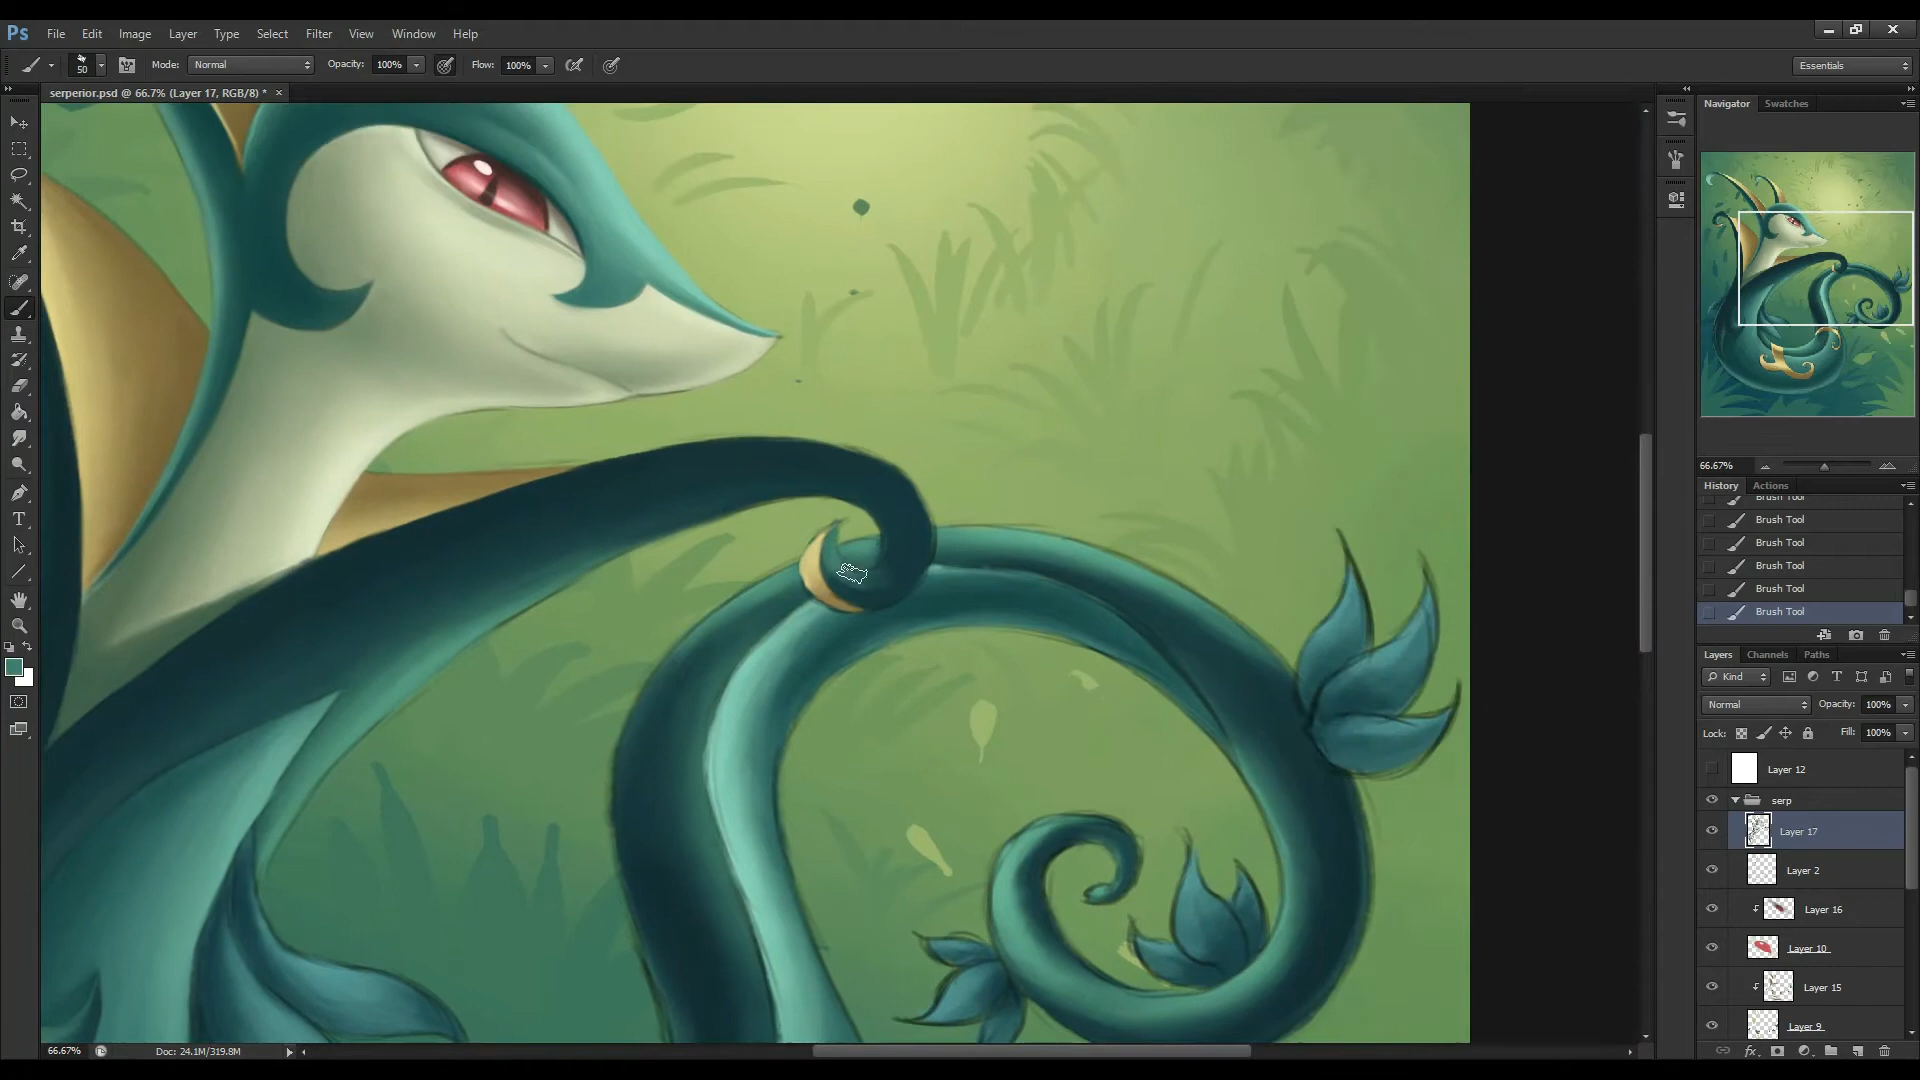 Ps File Edit Image Layer Type Select Filter View Window Help
50 Mode: Normal Opacity: 100% Flow: 100% Essentials
serperior.psd @ 66.7% (Layer 17, RGB/8) * ×
Navigator Swatches
66.67%
History Actions
Brush Tool
Brush Tool
Brush Tool
Brush Tool
Brush Tool
Brush Tool
Layers Channels Paths
Kind T
Normal Opacity: 100%
Lock: Fill: 100%
Layer 12
serp
Layer 17
Layer 2
Layer 16
Layer 10
Layer 15
Layer 9
T
66.67% Doc: 24.1M/319.8M
fx